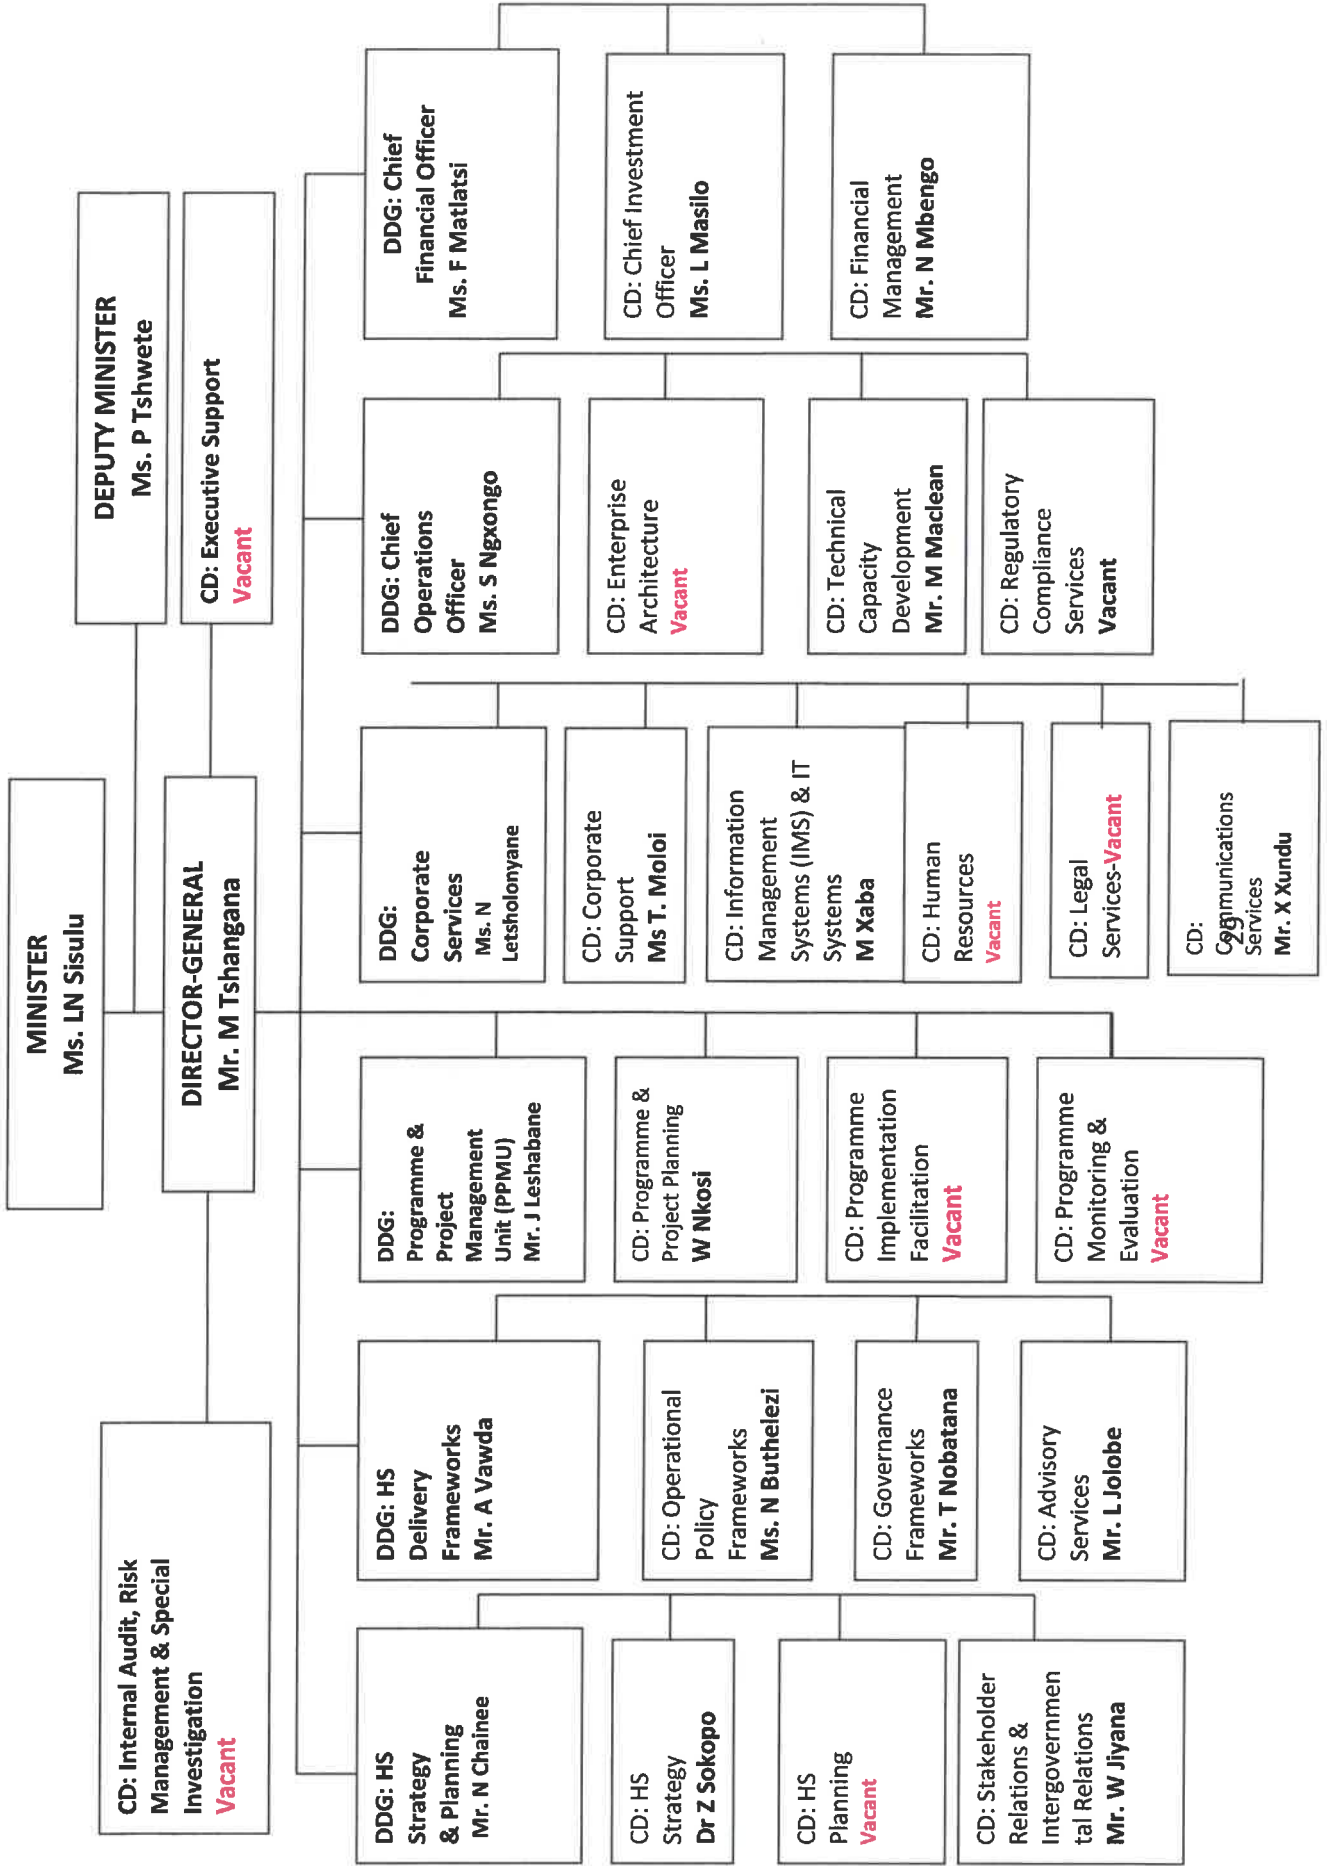 MINISTER
Ms. LN Sisulu
DEPUTY MINISTER
Ms. P Tshwete
DIRECTOR-GENERAL
Mr. M Tshangana
CD: Executive Support
Vacant
CD: Internal Audit, Risk
Management & Special
Investigation
Vacant
DDG: HS
Strategy
& Planning
Mr. N Chainee
CD: HS
Strategy
Dr Z Sokopo
CD: HS
Planning
Vacant
CD: Stakeholder
Relations &
Intergovernmen
tal Relations
Mr. W Jiyana
DDG: HS
Delivery
Frameworks
Mr. A Vawda
CD: Operational
Policy
Frameworks
Ms. N Buthelezi
CD: Governance
Frameworks
Mr. T Nobatana
CD: Advisory
Services
Mr. L Jolobe
DDG:
Programme &
Project
Management
Unit (PPMU)
Mr. J Leshabane
CD: Programme &
Project Planning
W Nkosi
CD: Programme
Implementation
Facilitation
Vacant
CD: Programme
Monitoring &
Evaluation
Vacant
DDG:
Corporate
Services
Ms. N
Letsholonyane
CD: Corporate
Support
Ms T. Moloi
CD: Information
Management
Systems (IMS) & IT
Systems
M Xaba
CD: Human
Resources
Vacant
CD: Legal
Services-Vacant
CD:
Communications
Services
Mr. X Xundu
29
DDG: Chief
Operations
Officer
Ms. S Ngxongo
CD: Enterprise
Architecture
Vacant
CD: Technical
Capacity
Development
Mr. M Maclean
CD: Regulatory
Compliance
Services
Vacant
DDG: Chief
Financial Officer
Ms. F Matlatsi
CD: Chief Investment
Officer
Ms. L Masilo
CD: Financial
Management
Mr. N Mbengo